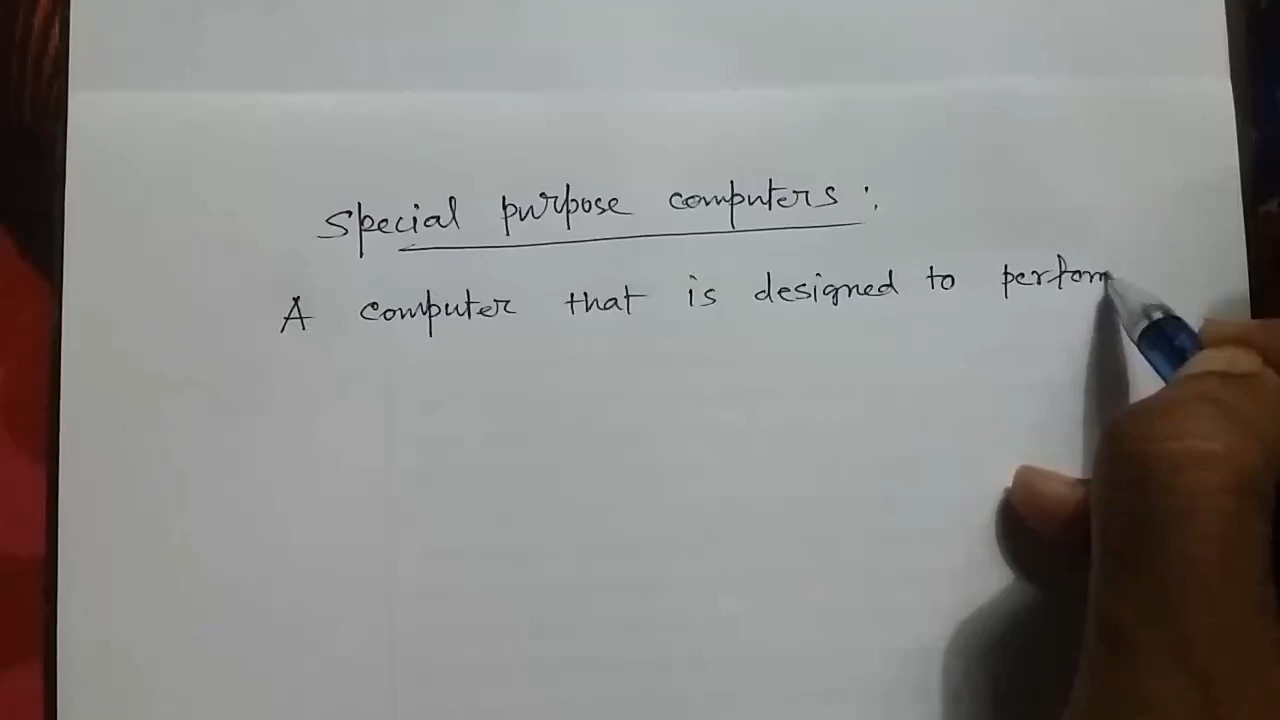 Special purpose computers :
A computer that is designed to perform